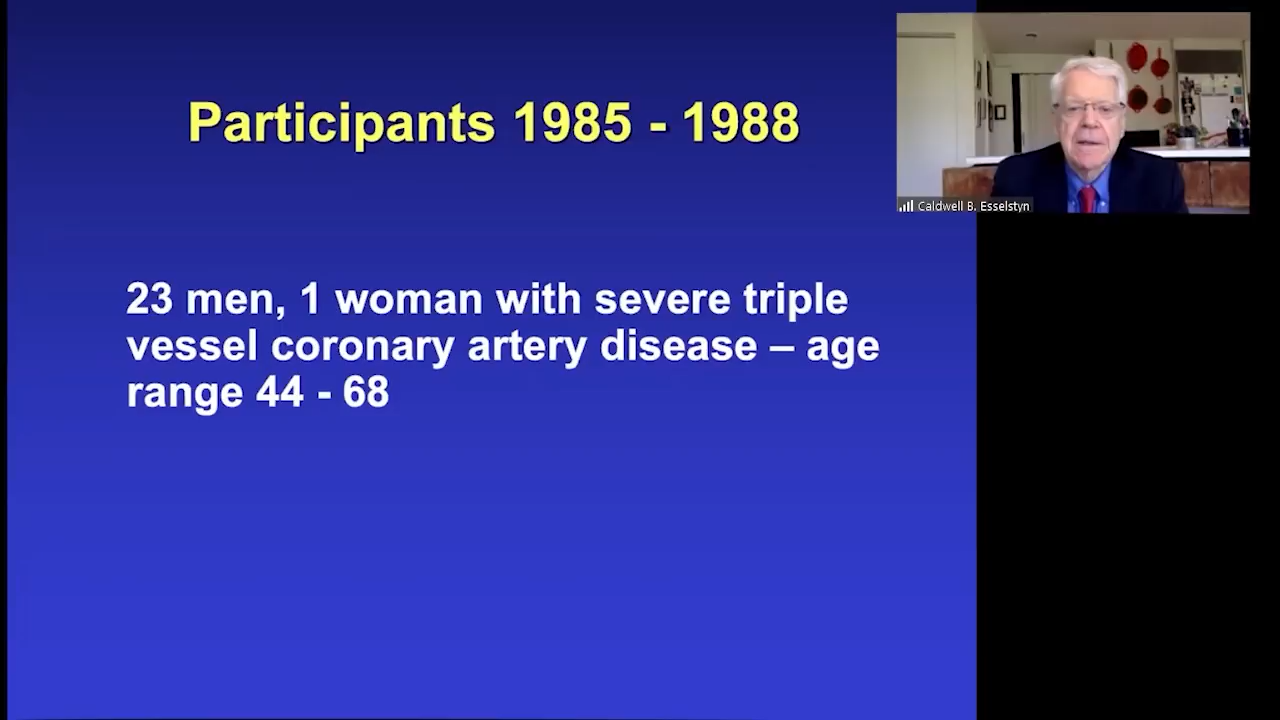 Participants 1985 - 1988
23 men, 1 woman with severe triple
vessel coronary artery disease – age
range 44 - 68
Caldwell B. Esselstyn